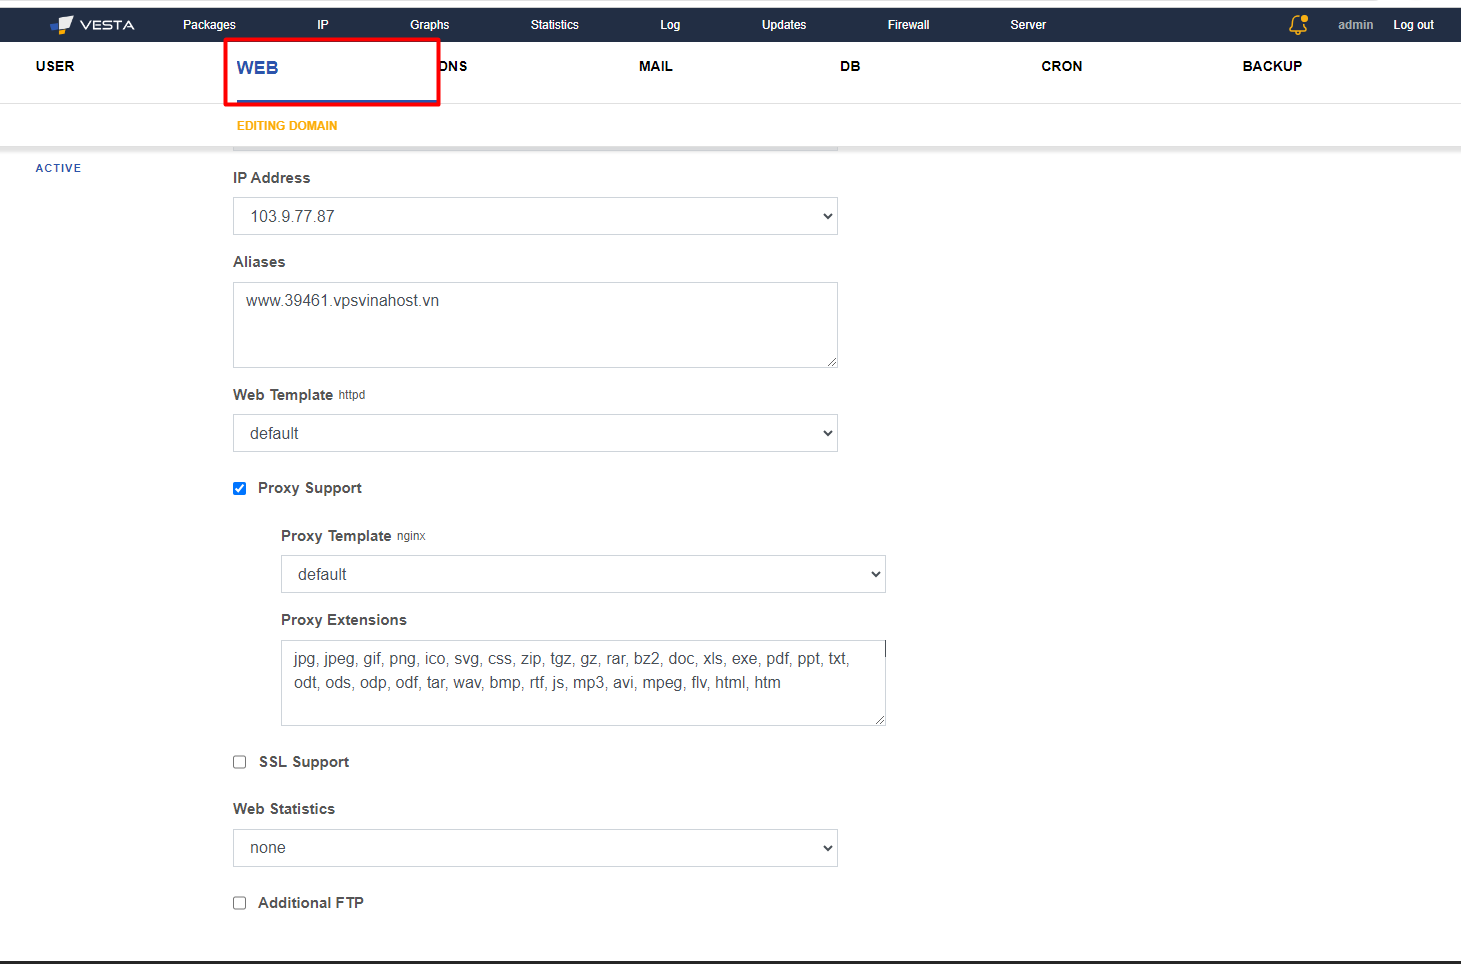 VESTA Packages IP Graphs Statistics Log Updates Firewall Server admin Log out
USER WEB DNS MAIL DB CRON BACKUP
EDITING DOMAIN
ACTIVE
IP Address
103.9.77.87
Aliases
www.39461.vpsvinahost.vn
Web Template httpd
default
Proxy Support
Proxy Template nginx
default
Proxy Extensions
jpg, jpeg, gif, png, ico, svg, css, zip, tgz, gz, rar, bz2, doc, xls, exe, pdf, ppt, txt,
odt, ods, odp, odf, tar, wav, bmp, rtf, js, mp3, avi, mpeg, flv, html, htm
SSL Support
Web Statistics
none
Additional FTP